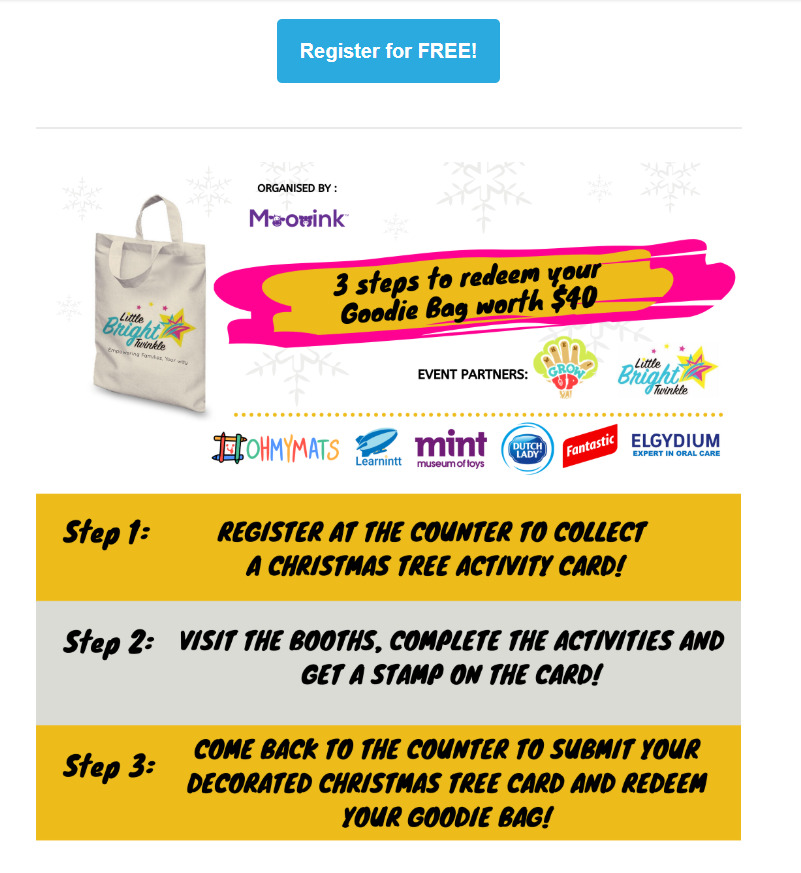 Register for FREE!
ORGANISED BY :
Moonink
3 steps to redeem your
Goodie Bag worth $40
Little
Bright
Twinkle
Empowering Families, Your way
EVENT PARTNERS:
GROW
UP
Little
Bright
Twinkle
OHMYMATS
Learnintt
mint
museum of toys
DUTCH
LADY
Fantastic
ELGYDIUM
EXPERT IN ORAL CARE
Step 1:
REGISTER AT THE COUNTER TO COLLECT
A CHRISTMAS TREE ACTIVITY CARD!
Step 2:
VISIT THE BOOTHS, COMPLETE THE ACTIVITIES AND
GET A STAMP ON THE CARD!
Step 3:
COME BACK TO THE COUNTER TO SUBMIT YOUR
DECORATED CHRISTMAS TREE CARD AND REDEEM
YOUR GOODIE BAG!